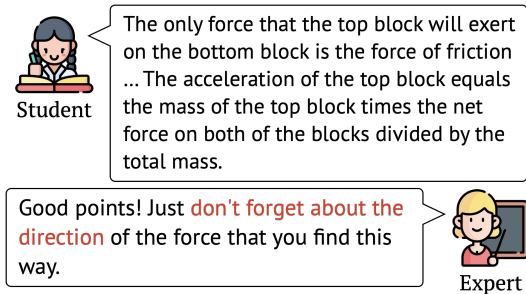 The only force that the top block will exert
on the bottom block is the force of friction
... The acceleration of the top block equals
the mass of the top block times the net
force on both of the blocks divided by the
total mass.
Student
Good points! Just don't forget about the
direction of the force that you find this
way.
Expert